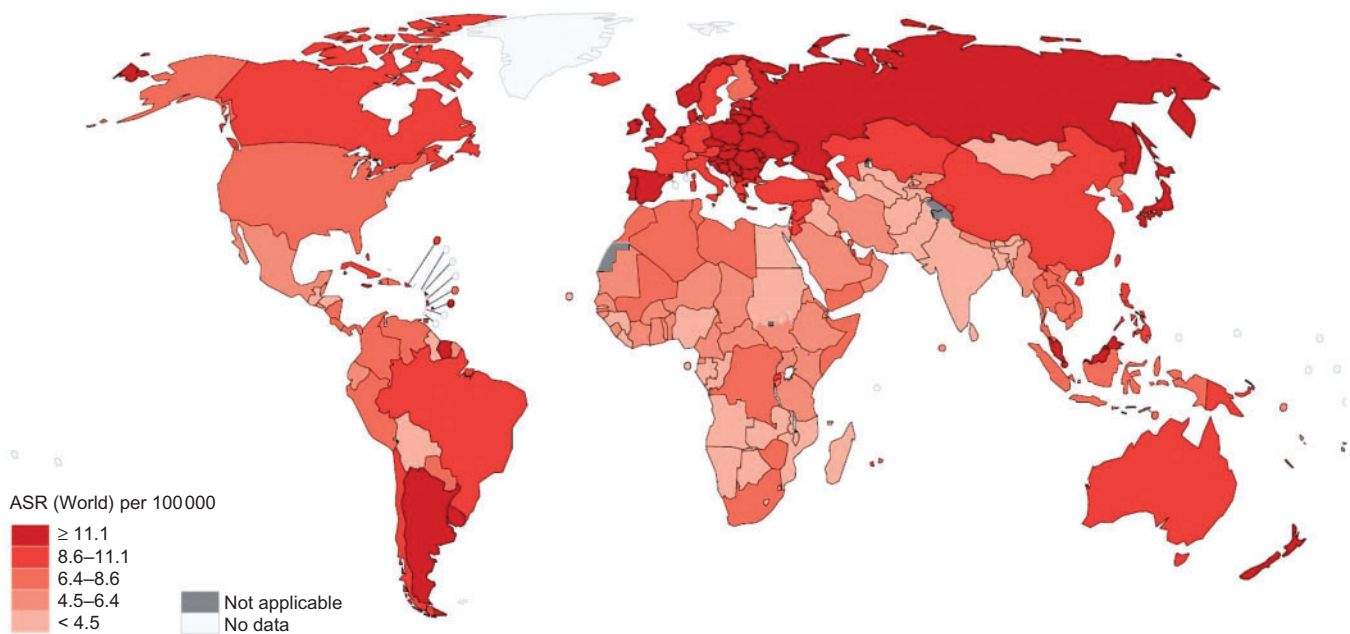 ASR (World) per 100 000
≥ 11.1
8.6–11.1
6.4–8.6
4.5–6.4
< 4.5
Not applicable
No data